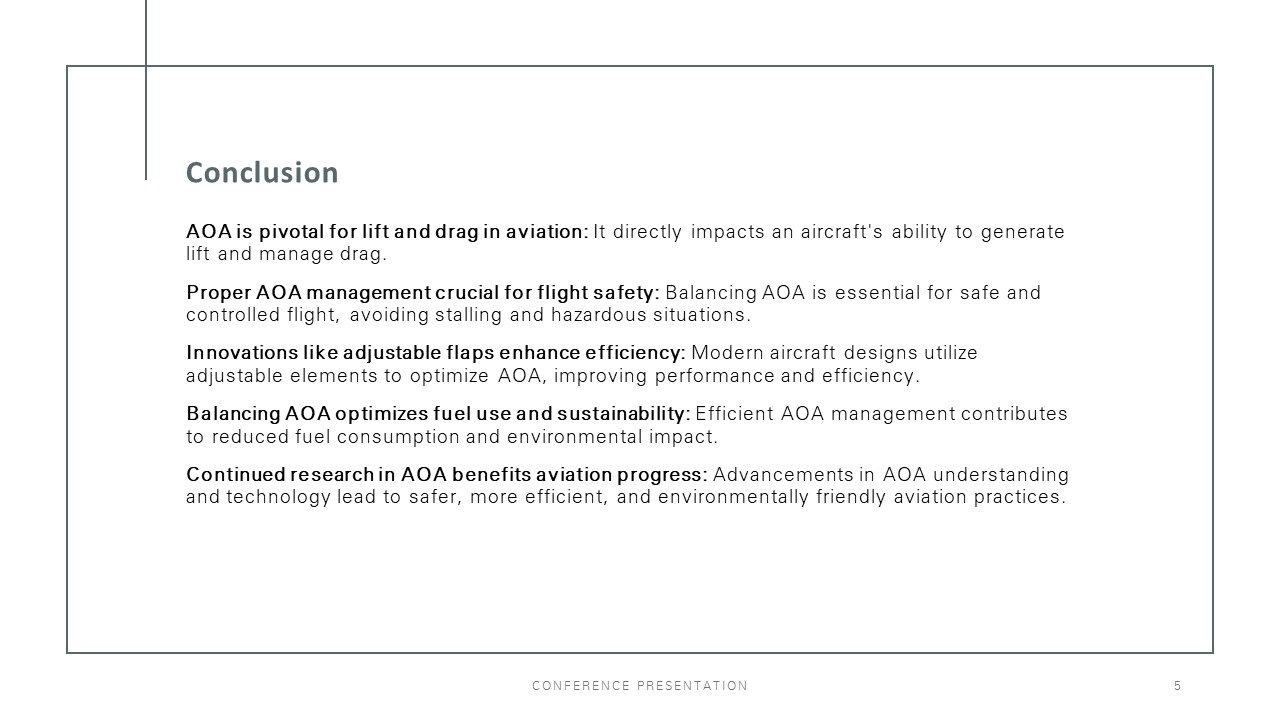 Conclusion
AOA is pivotal for lift and drag in aviation: It directly impacts an aircraft's ability to generate
lift and manage drag.
Proper AOA management crucial for flight safety: Balancing AOA is essential for safe and
controlled flight, avoiding stalling and hazardous situations.
Innovations like adjustable flaps enhance efficiency: Modern aircraft designs utilize
adjustable elements to optimize AOA, improving performance and efficiency.
Balancing AOA optimizes fuel use and sustainability: Efficient AOA management contributes
to reduced fuel consumption and environmental impact.
Continued research in AOA benefits aviation progress: Advancements in AOA understanding
and technology lead to safer, more efficient, and environmentally friendly aviation practices.
CONFERENCE PRESENTATION
5